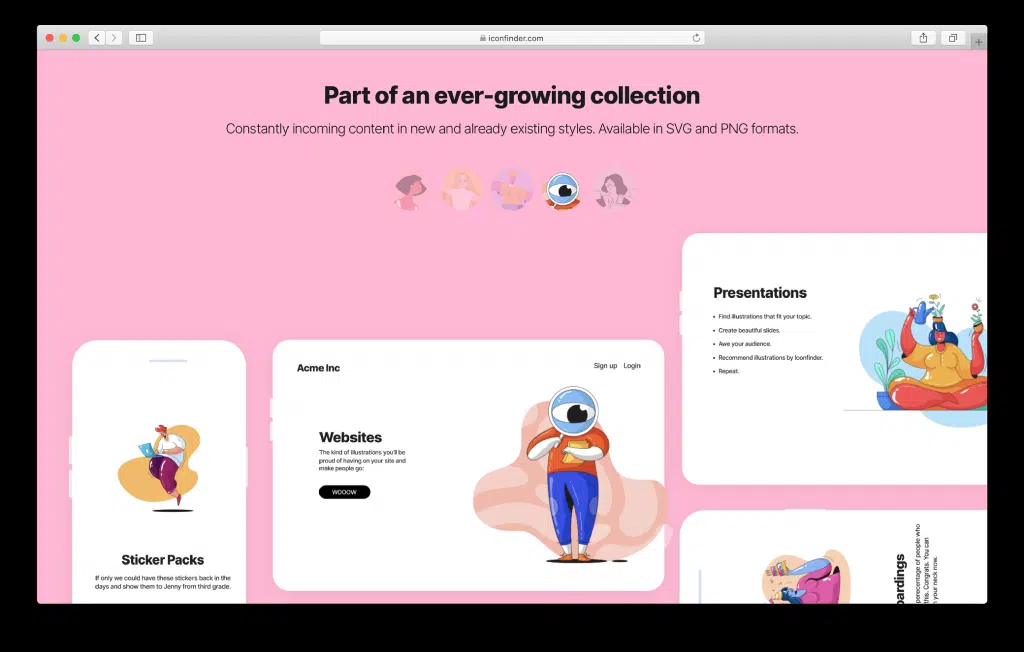 iconfinder.com
Part of an ever-growing collection
Constantly incoming content in new and already existing styles. Available in SVG and PNG formats.
Presentations
• Find illustrations that fit your topic.
• Create beautiful slides.
• Awe your audience.
• Recommend illustrations by Iconfinder.
• Repeat.
Acme Inc
Sign up Login
Websites
The kind of illustrations you'll be
proud of having on your site and
make people go:
WOOOW
Sticker Packs
If only we could have these stickers back in the
days and show them to Jenny from third grade.
oardings
perecentage of people who
this. Congrats. You can
your neck now.